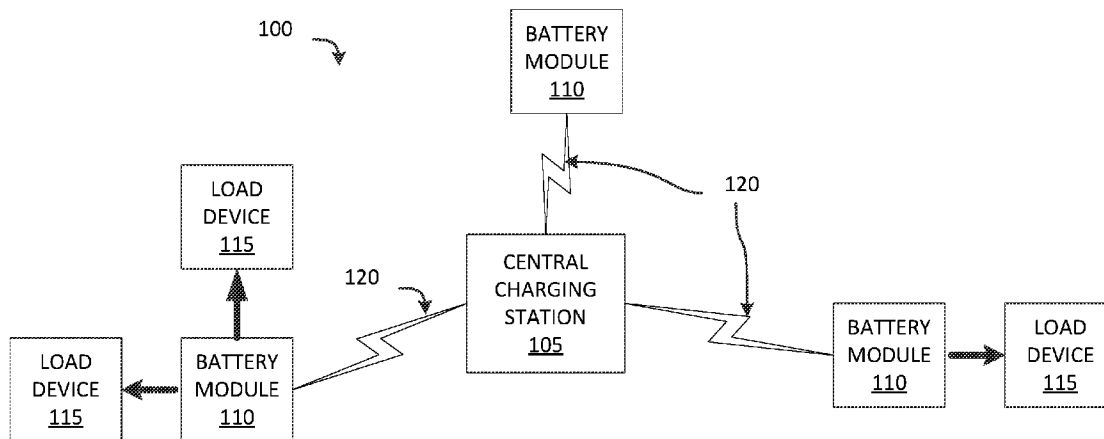 100
BATTERY
MODULE
110
120
LOAD
DEVICE
115
CENTRAL
CHARGING
STATION
105
120
LOAD
DEVICE
115
BATTERY
MODULE
110
BATTERY
MODULE
110
LOAD
DEVICE
115